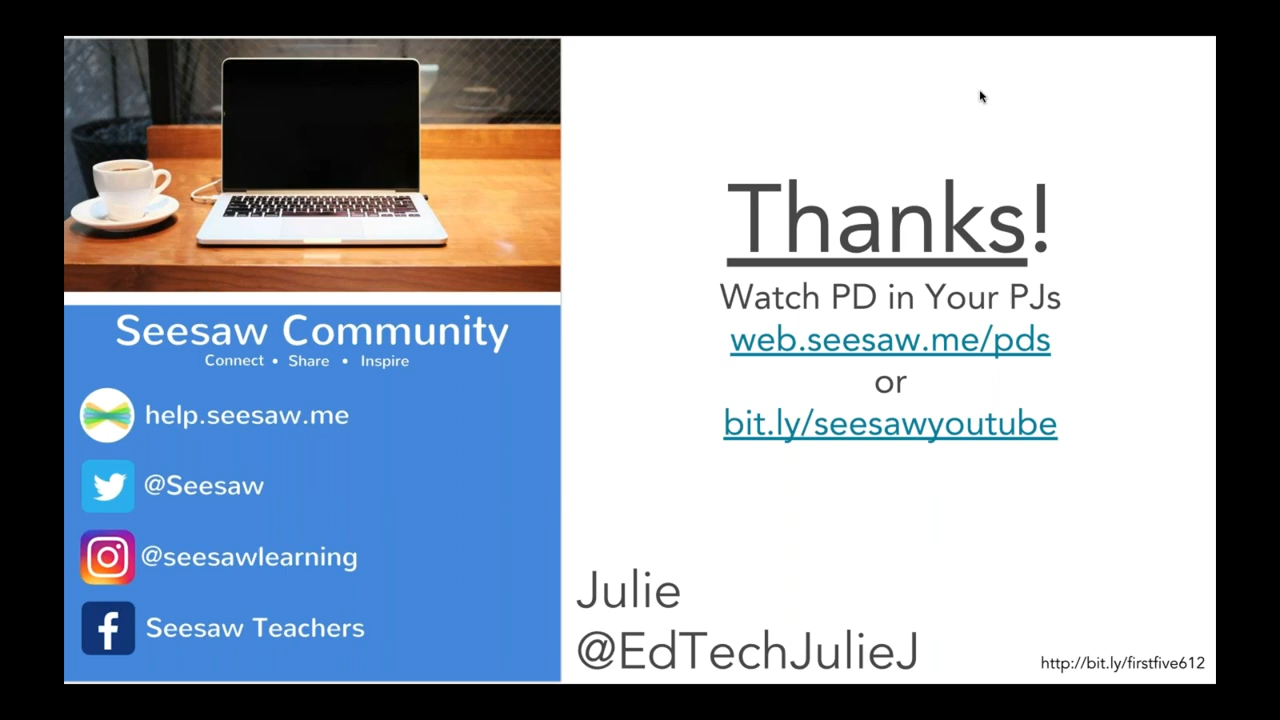 Seesaw Community
Connect • Share • Inspire
help.seesaw.me
@Seesaw
@seesawlearning
Seesaw Teachers
Thanks!
Watch PD in Your PJs
web.seesaw.me/pds
or
bit.ly/seesawyoutube
Julie
@EdTechJulieJ
http://bit.ly/firstfive612